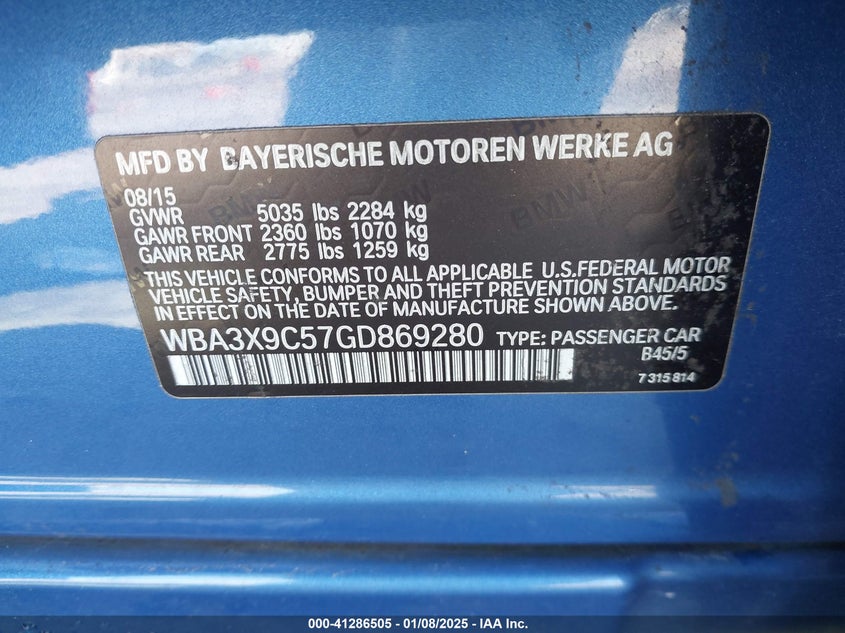 MFD BY BAYERISCHE MOTOREN WERKE AG
08/15
GVWR 5035 lbs 2284 kg
GAWR FRONT 2360 lbs 1070 kg
GAWR REAR 2775 lbs 1259 kg
THIS VEHICLE CONFORMS TO ALL APPLICABLE U.S.FEDERAL MOTOR
VEHICLE SAFETY, BUMPER AND THEFT PREVENTION STANDARDS
IN EFFECT ON THE DATE OF MANUFACTURE SHOWN ABOVE.
WBA3X9C57GD869280 TYPE: PASSENGER CAR
B45/5
7 315 814
BMW
000-41286505 - 01/08/2025 - IAA Inc.